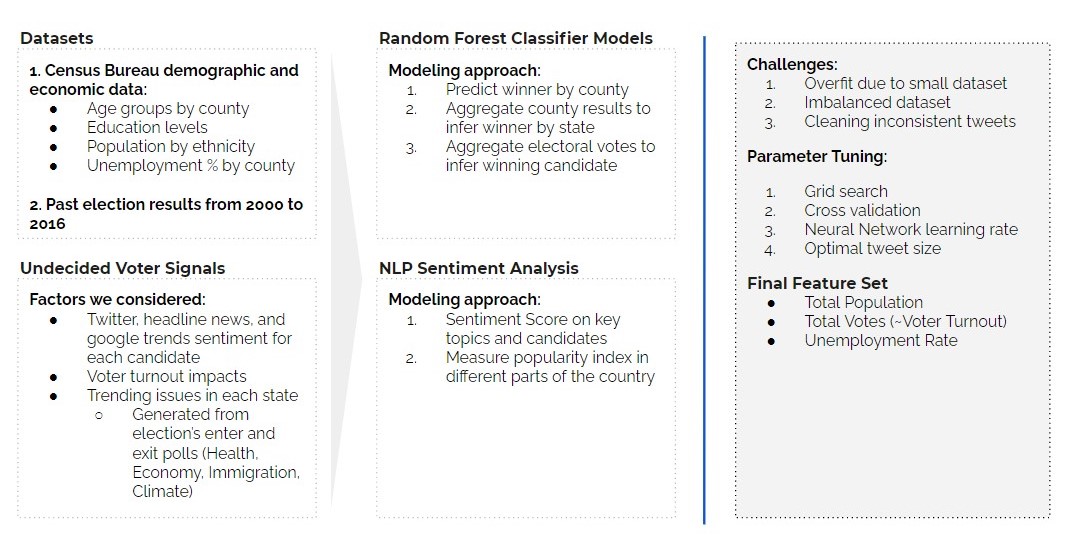 Datasets
1. Census Bureau demographic and
economic data:
● Age groups by county
● Education levels
● Population by ethnicity
● Unemployment % by county
2. Past election results from 2000 to
2016
Undecided Voter Signals
Factors we considered:
● Twitter, headline news, and
google trends sentiment for
each candidate
● Voter turnout impacts
● Trending issues in each state
○ Generated from
election's enter and
exit polls (Health,
Economy, Immigration,
Climate)
Random Forest Classifier Models
Modeling approach:
1. Predict winner by county
2. Aggregate county results to
infer winner by state
3. Aggregate electoral votes to
infer winning candidate
NLP Sentiment Analysis
Modeling approach:
1. Sentiment Score on key
topics and candidates
2. Measure popularity index in
different parts of the country
Challenges:
1. Overfit due to small dataset
2. Imbalanced dataset
3. Cleaning inconsistent tweets
Parameter Tuning:
1. Grid search
2. Cross validation
3. Neural Network learning rate
4. Optimal tweet size
Final Feature Set
● Total Population
● Total Votes (~Voter Turnout)
● Unemployment Rate